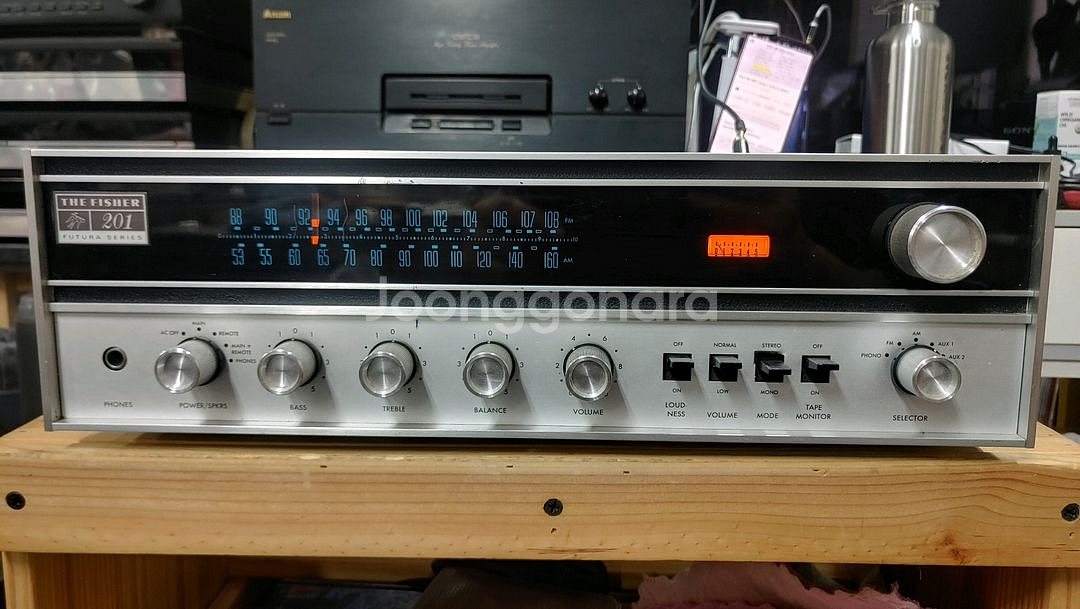 THE FISHER
201
FUTURA SERIES
88 90 92 94 96 98 100 102 104 106 107 108 FM
53 55 60 65 70 80 90 100 110 120 140 160 AM
Joonggonara
AC OFF MAIN REMOTE MAIN + REMOTE PHONES
PHONES
POWER/SPKRS
BASS
TREBLE
BALANCE
VOLUME
OFF ON LOUD-
NESS
NORMAL LOW VOLUME
STEREO MONO MODE
OFF ON TAPE
MONITOR
PHONO FM AM AUX 1 AUX 2
SELECTOR
SONY